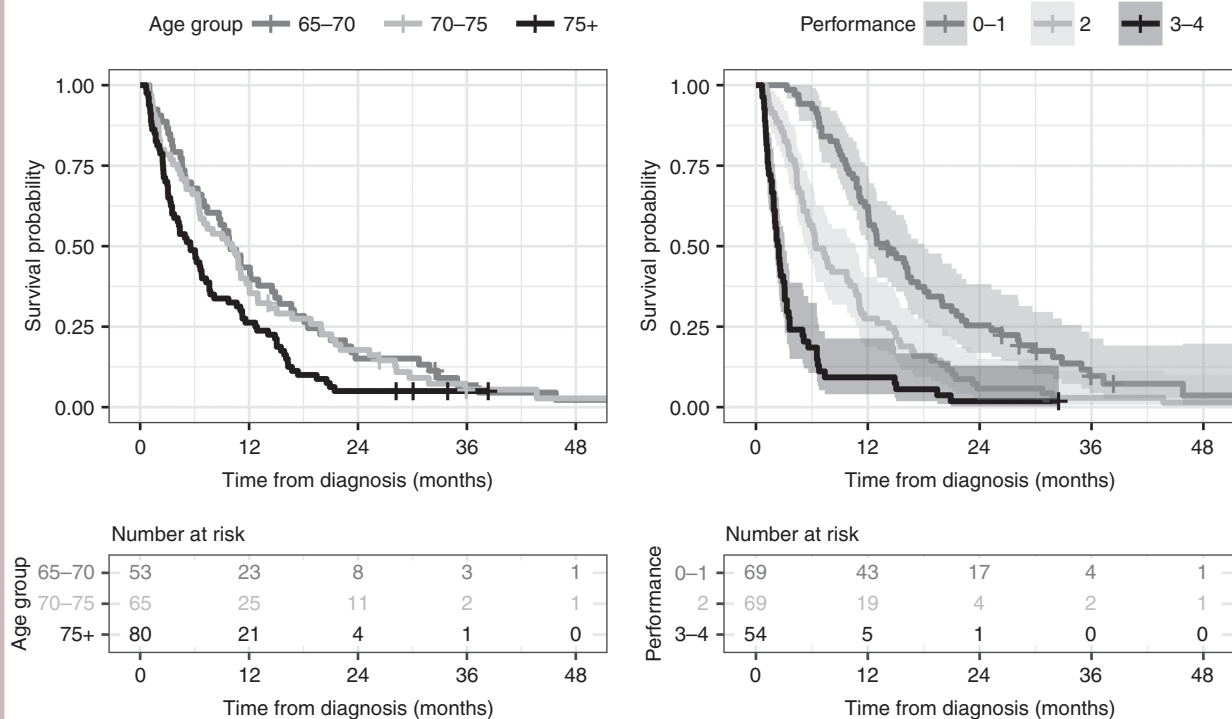 Age group 65–70 70–75 75+
1.00
0.75
0.50
0.25
0.00
Survival probability
0 12 24 36 48
Time from diagnosis (months)
Number at risk
Age group
65–70 53 23 8 3 1
70–75 65 25 11 2 1
75+ 80 21 4 1 0
0 12 24 36 48
Time from diagnosis (months)
Performance 0–1 2 3–4
1.00
0.75
0.50
0.25
0.00
Survival probability
0 12 24 36 48
Time from diagnosis (months)
Number at risk
Performance
0–1 69 43 17 4 1
2 69 19 4 2 1
3–4 54 5 1 0 0
0 12 24 36 48
Time from diagnosis (months)